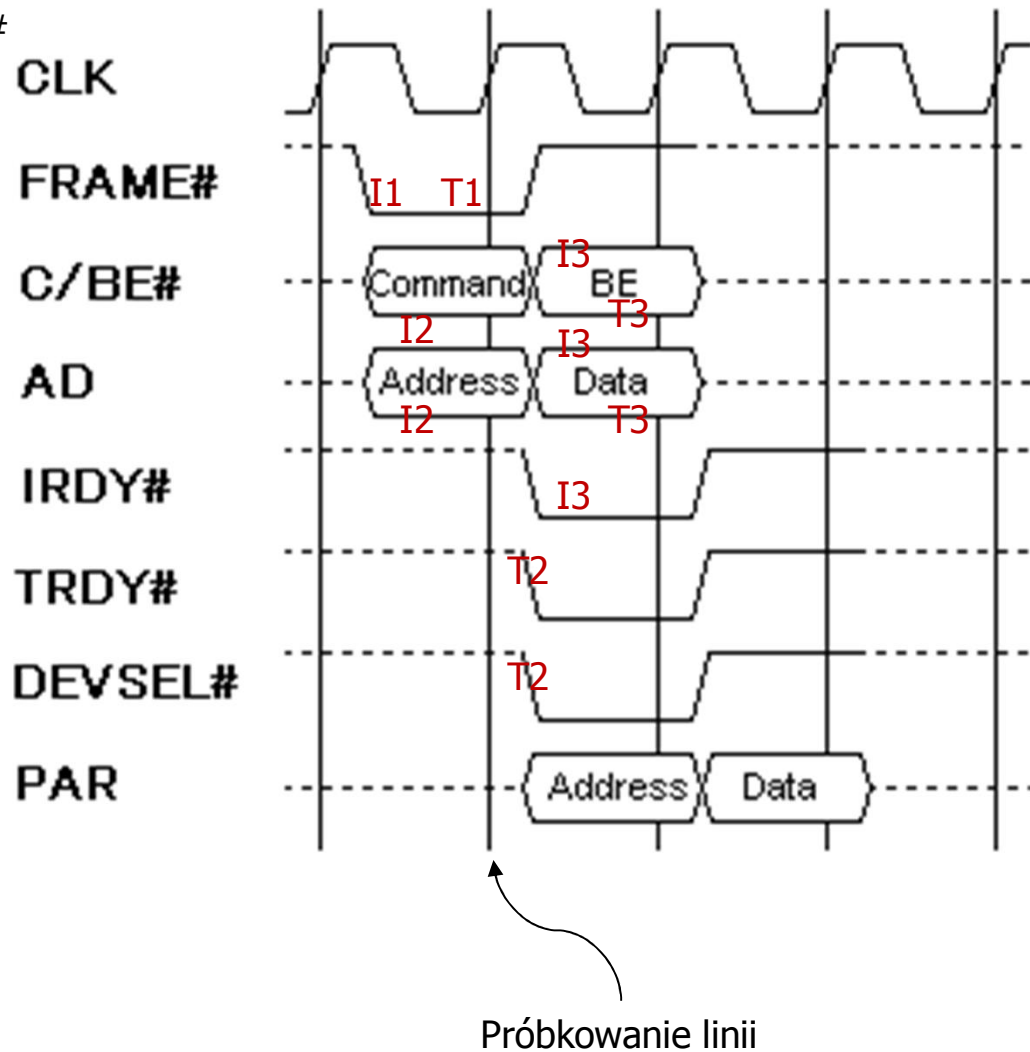 #
CLK
FRAME# I1 T1
I3
C/BE# Command BE
T3
I2 I3
AD Address Data
I2 T3
IRDY# I3
TRDY# T2
DEVSEL# T2
PAR Address Data
Próbkowanie linii